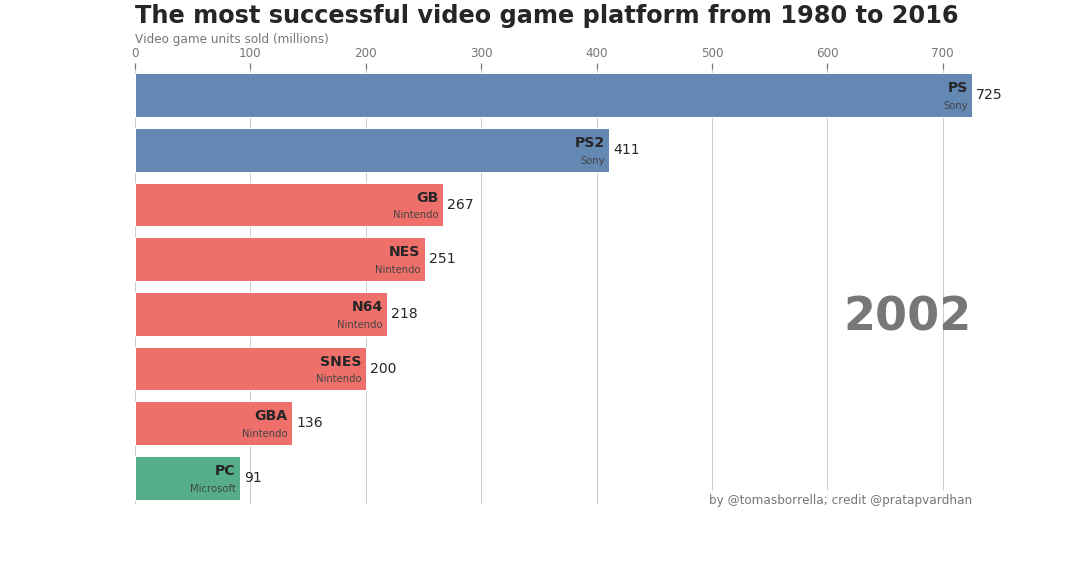 The most successful video game platform from 1980 to 2016
Video game units sold (millions)
0 100 200 300 400 500 600 700
PS
Sony
725
PS2
Sony
411
GB
Nintendo
267
NES
Nintendo
251
N64
Nintendo
218
2002
SNES
Nintendo
200
GBA
Nintendo
136
PC
Microsoft
91
by @tomasborrella; credit @pratapvardhan